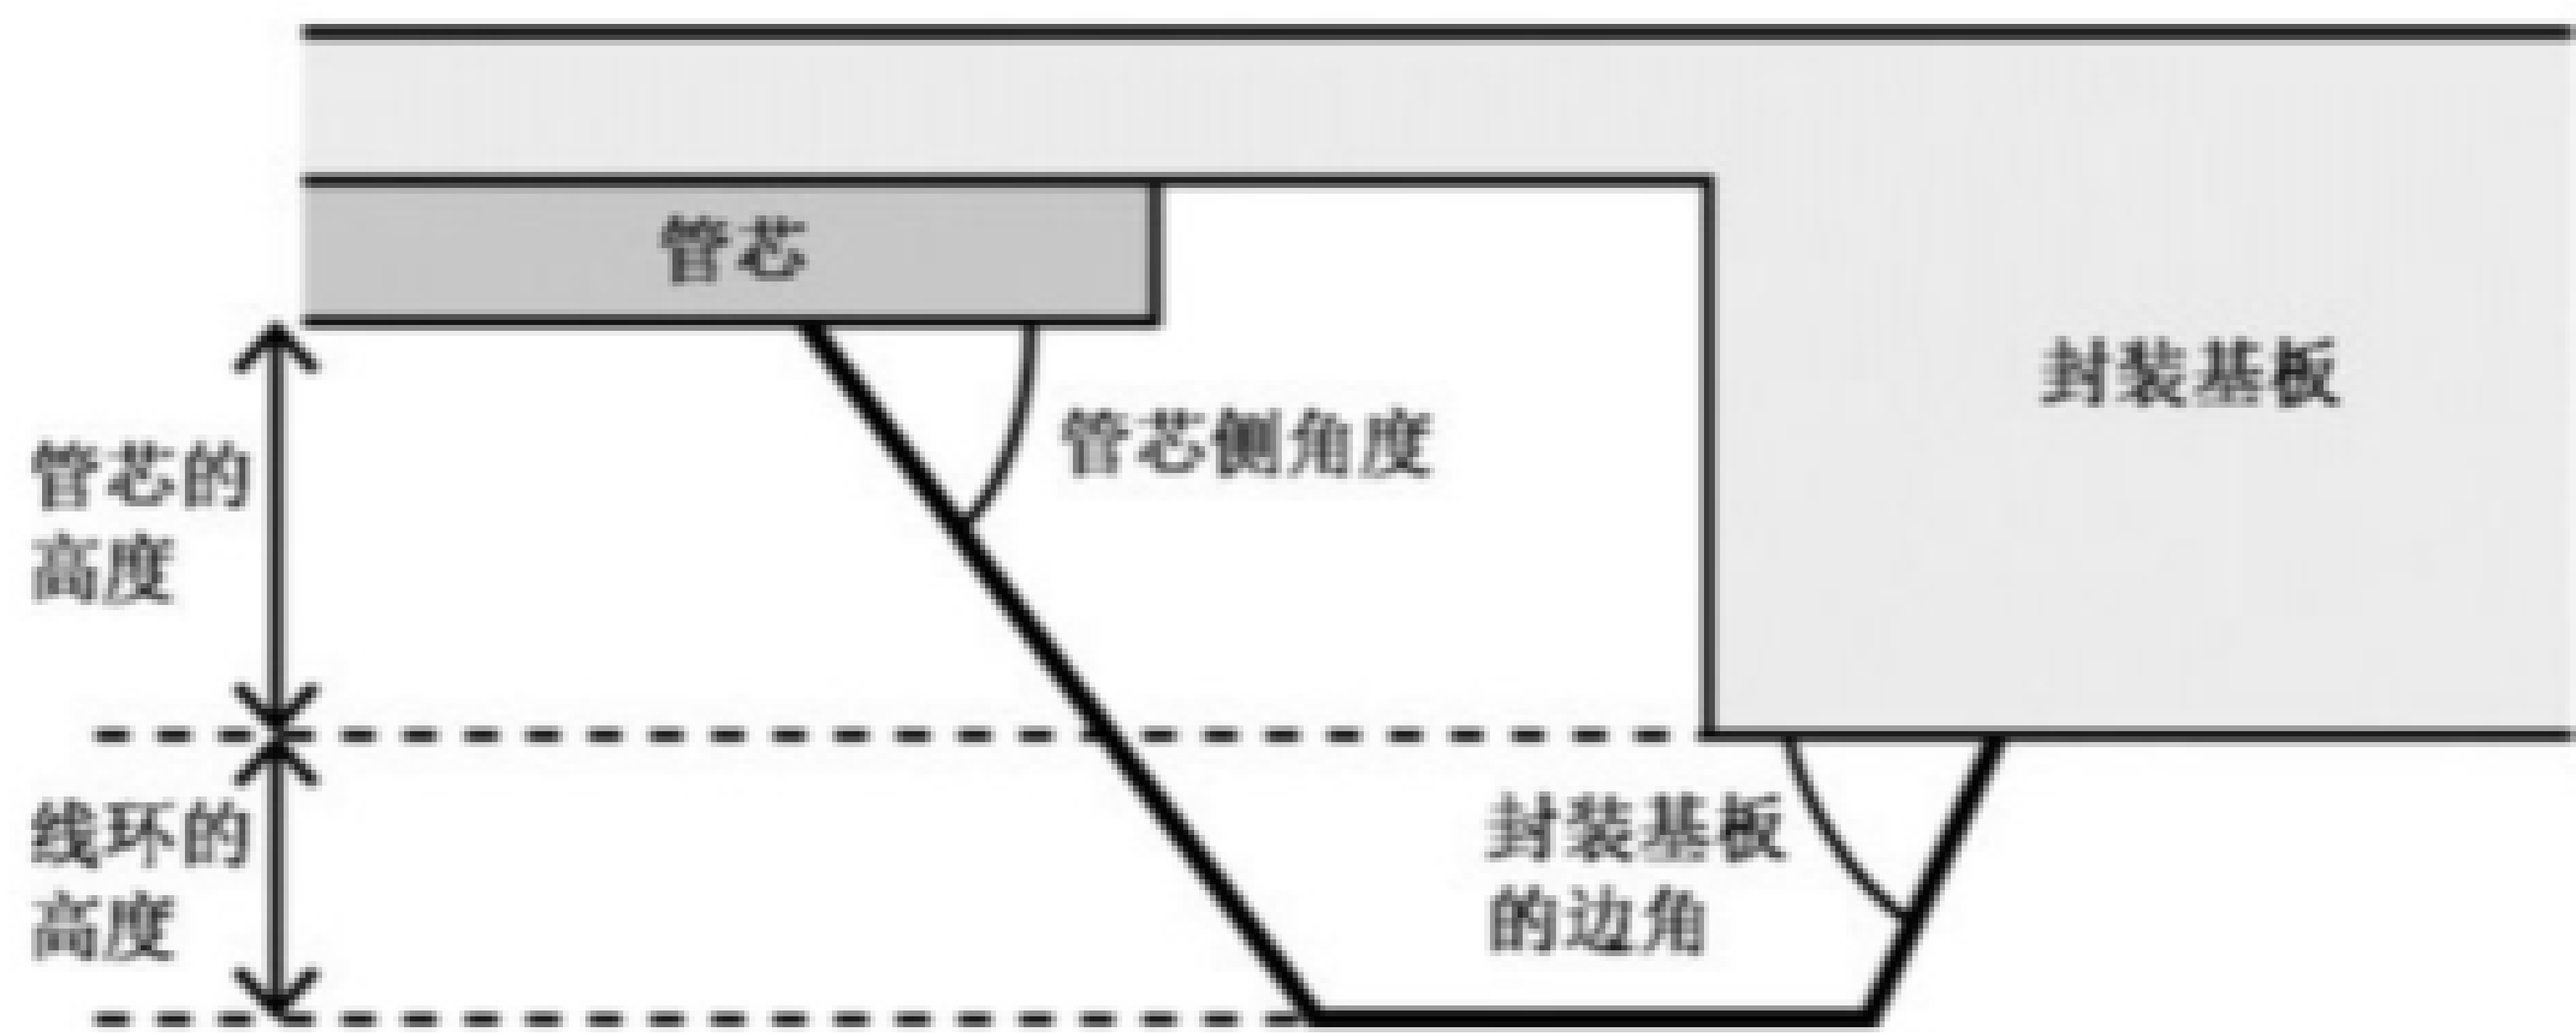 管芯
封装基板
管芯侧角度
管芯的
高度
线环的
高度
封装基板
的边角